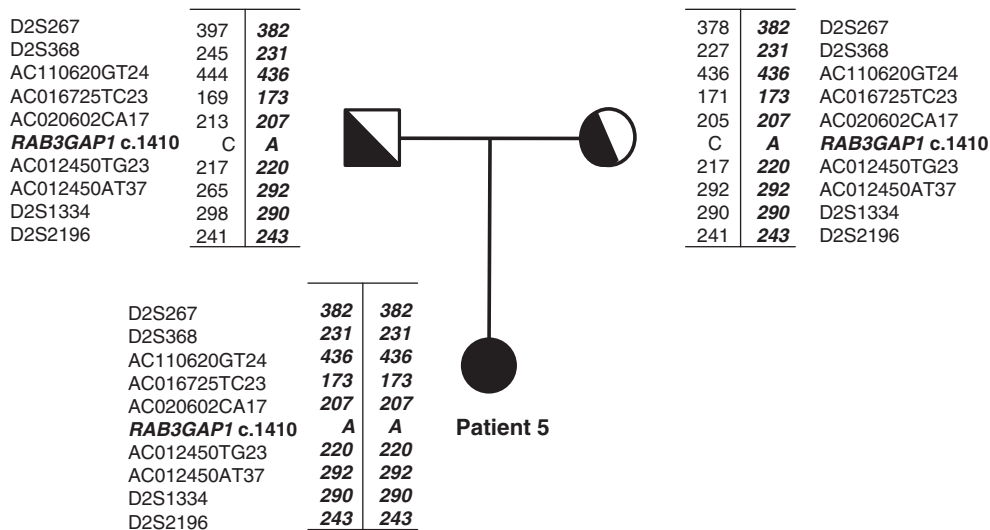 D2S267 397 382
D2S368 245 231
AC110620GT24 444 436
AC016725TC23 169 173
AC020602CA17 213 207
RAB3GAP1 c.1410 C A
AC012450TG23 217 220
AC012450AT37 265 292
D2S1334 298 290
D2S2196 241 243
378 382 D2S267
227 231 D2S368
436 436 AC110620GT24
171 173 AC016725TC23
205 207 AC020602CA17
C A RAB3GAP1 c.1410
217 220 AC012450TG23
292 292 AC012450AT37
290 290 D2S1334
241 243 D2S2196
D2S267 382 382
D2S368 231 231
AC110620GT24 436 436
AC016725TC23 173 173
AC020602CA17 207 207
RAB3GAP1 c.1410 A A
AC012450TG23 220 220
AC012450AT37 292 292
D2S1334 290 290
D2S2196 243 243
Patient 5